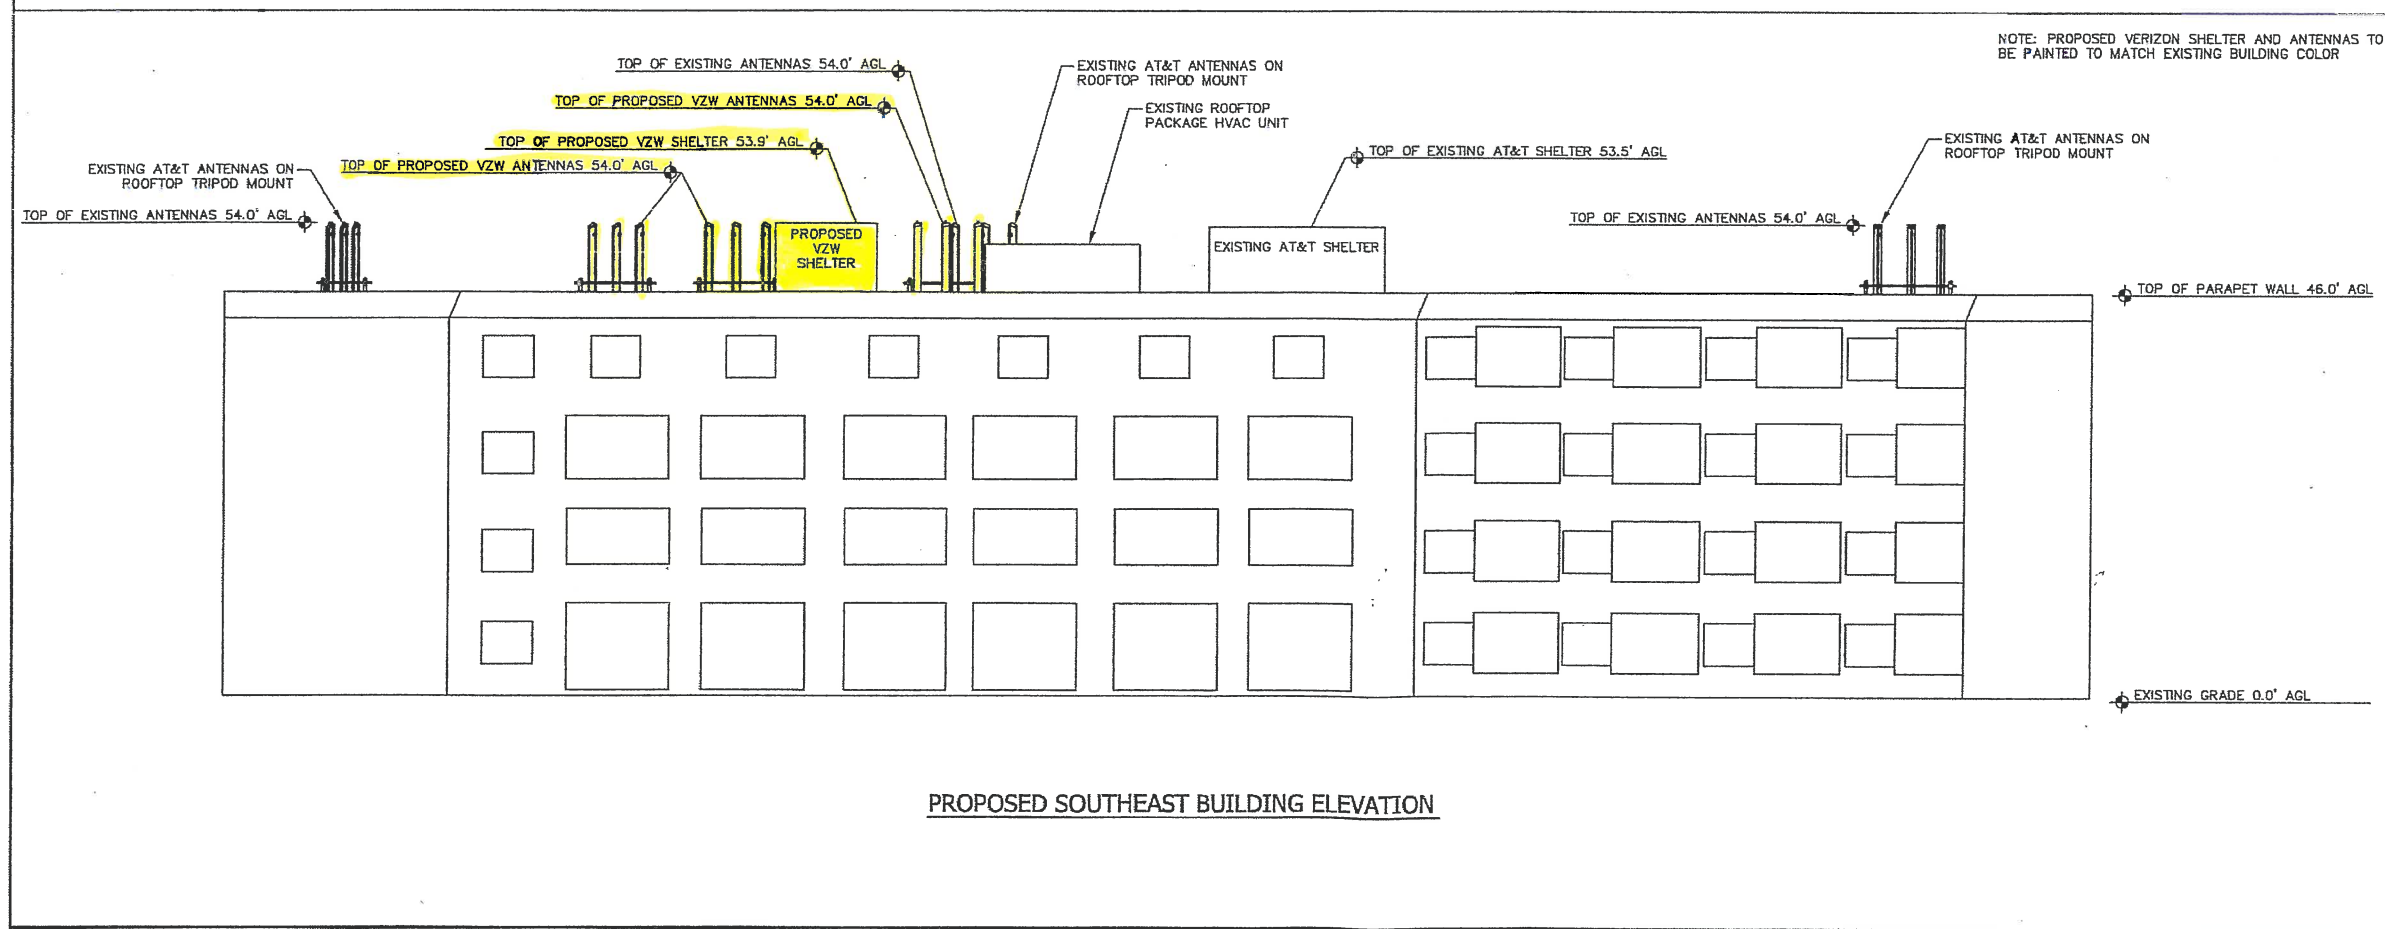 NOTE: PROPOSED VERIZON SHELTER AND ANTENNAS TO
BE PAINTED TO MATCH EXISTING BUILDING COLOR
TOP OF EXISTING ANTENNAS 54.0' AGL
EXISTING AT&T ANTENNAS ON
ROOFTOP TRIPOD MOUNT
TOP OF PROPOSED VZW ANTENNAS 54.0' AGL
EXISTING ROOFTOP
PACKAGE HVAC UNIT
TOP OF PROPOSED VZW SHELTER 53.9' AGL
EXISTING AT&T ANTENNAS ON
ROOFTOP TRIPOD MOUNT
TOP OF EXISTING AT&T SHELTER 53.5' AGL
TOP OF PROPOSED VZW ANTENNAS 54.0' AGL
EXISTING AT&T ANTENNAS ON
ROOFTOP TRIPOD MOUNT
TOP OF EXISTING ANTENNAS 54.0' AGL
TOP OF EXISTING ANTENNAS 54.0' AGL
PROPOSED
VZW
SHELTER
EXISTING AT&T SHELTER
TOP OF PARAPET WALL 46.0' AGL
EXISTING GRADE 0.0' AGL
PROPOSED SOUTHEAST BUILDING ELEVATION